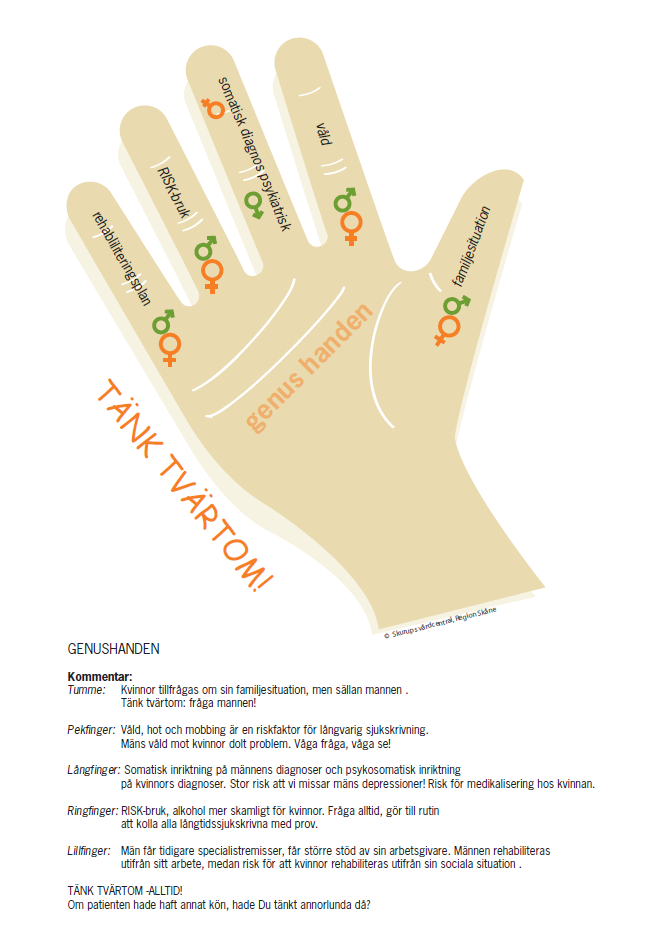 våld
somatisk diagnos psykiatrisk
RISK-bruk
rehabiliteringsplan
familjesituation
genus handen
TÄNK TVÄRTOM!
© Skurups vårdcentral, Region Skåne
GENUSHANDEN
Kommentar:
Tumme: Kvinnor tillfrågas om sin familjesituation, men sällan mannen .
Tänk tvärtom: fråga mannen!
Pekfinger: Våld, hot och mobbing är en riskfaktor för långvarig sjukskrivning.
Mäns våld mot kvinnor dolt problem. Våga fråga, våga se!
Långfinger: Somatisk inriktning på männens diagnoser och psykosomatisk inriktning
på kvinnors diagnoser. Stor risk att vi missar mäns depressioner! Risk för medikalisering hos kvinnan.
Ringfinger: RISK-bruk, alkohol mer skamligt för kvinnor. Fråga alltid, gör till rutin
att kolla alla långtidssjukskrivna med prov.
Lillfinger: Män får tidigare specialistremisser, får större stöd av sin arbetsgivare. Männen rehabiliteras
utifrån sitt arbete, medan risk för att kvinnor rehabiliteras utifrån sin sociala situation .
TÄNK TVÄRTOM -ALLTID!
Om patienten hade haft annat kön, hade Du tänkt annorlunda då?